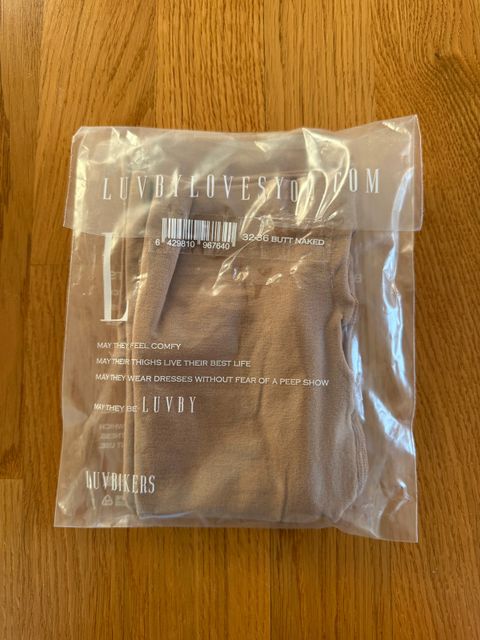 LUVBYLOVESYOU.COM
6 429810 967640
32-36 BUTT NAKED
L
MAY THEY FEEL COMFY
MAY THEIR THIGHS LIVE THEIR BEST LIFE
MAY THEY WEAR DRESSES WITHOUT FEAR OF A PEEP SHOW
MAY THEY BE LUVBY
LUVBIKERS